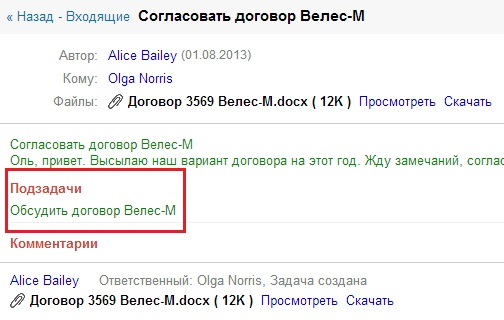 « Назад - Входящие Согласовать договор Велес-М
Автор: Alice Bailey (01.08.2013)
Кому: Olga Norris
Файлы: Договор 3569 Велес-М.docx ( 12K ) Просмотреть Скачать
Согласовать договор Велес-М
Оль, привет. Высылаю наш вариант договора на этот год. Жду замечаний, соглас
Подзадачи
Обсудить договор Велес-М
Комментарии
Alice Bailey Ответственный: Olga Norris, Задача создана
Договор 3569 Велес-М.docx ( 12K ) Просмотреть Скачать